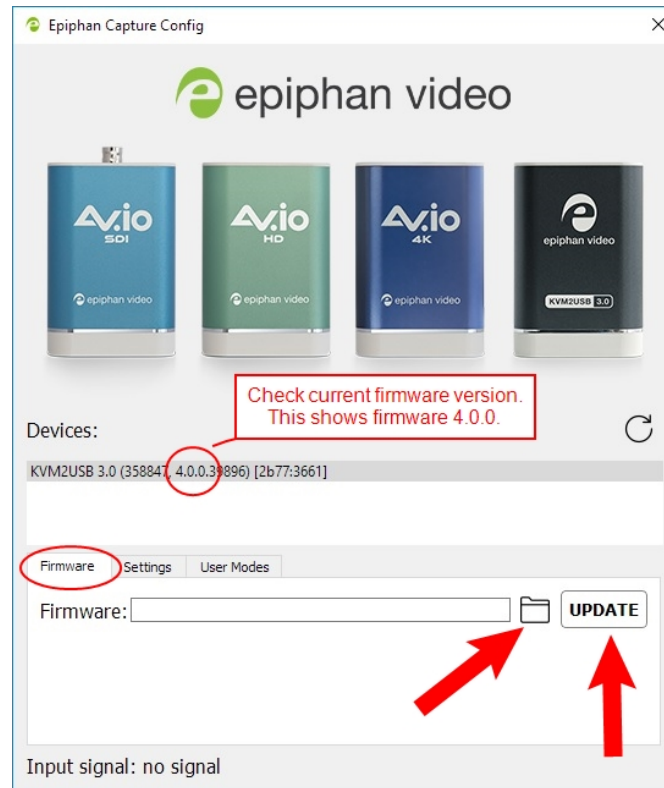 Epiphan Capture Config
epiphan video
AV.io
SDI
epiphan video
AV.io
HD
epiphan video
AV.io
4K
epiphan video
epiphan video
KVM2USB 3.0
Check current firmware version.
This shows firmware 4.0.0.
Devices:
KVM2USB 3.0 (358847, 4.0.0.39896) [2b77:3661]
Firmware Settings User Modes
Firmware: UPDATE
Input signal: no signal